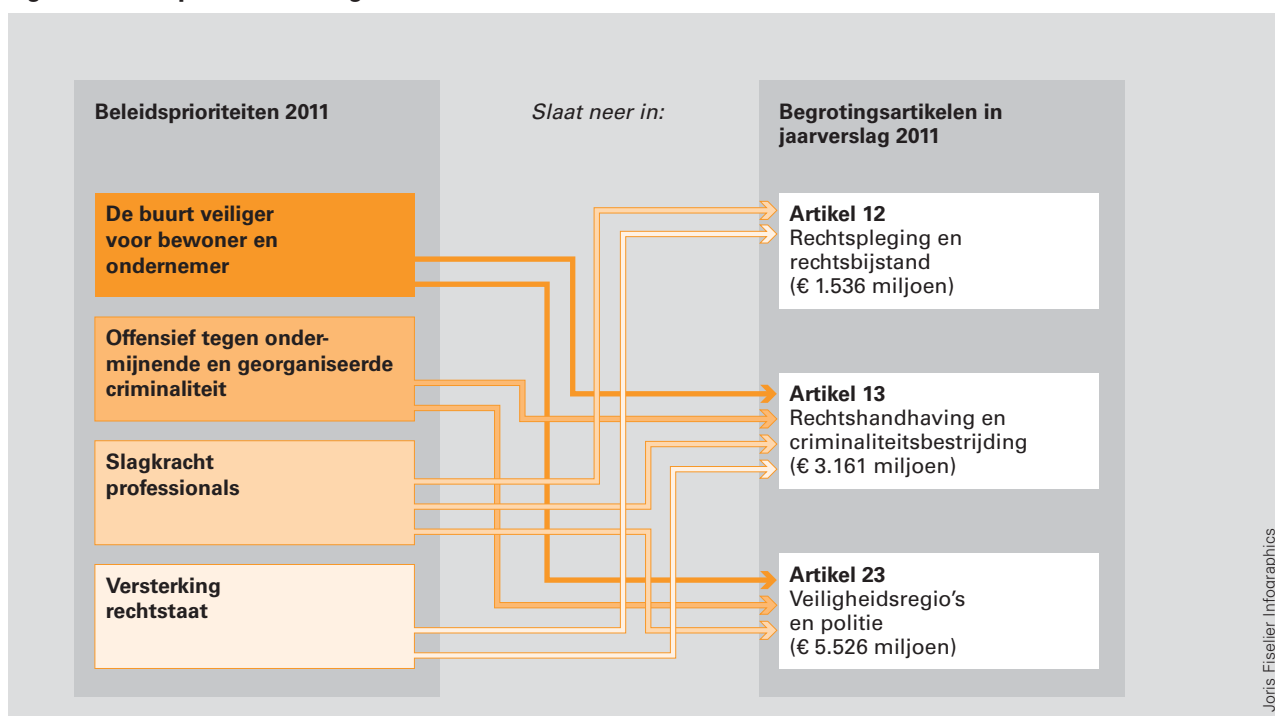 Beleidsprioriteiten 2011
Slaat neer in:
Begrotingsartikelen in
jaarverslag 2011
De buurt veiliger
voor bewoner en
ondernemer
Offensief tegen onder-
mijnende en georganiseerde
criminaliteit
Slagkracht
professionals
Versterking
rechtstaat
Artikel 12
Rechtspleging en
rechtsbijstand
(€ 1.536 miljoen)
Artikel 13
Rechtshandhaving en
criminaliteitsbestrijding
(€ 3.161 miljoen)
Artikel 23
Veiligheidsregio's
en politie
(€ 5.526 miljoen)
Joris Fiselier Infographics